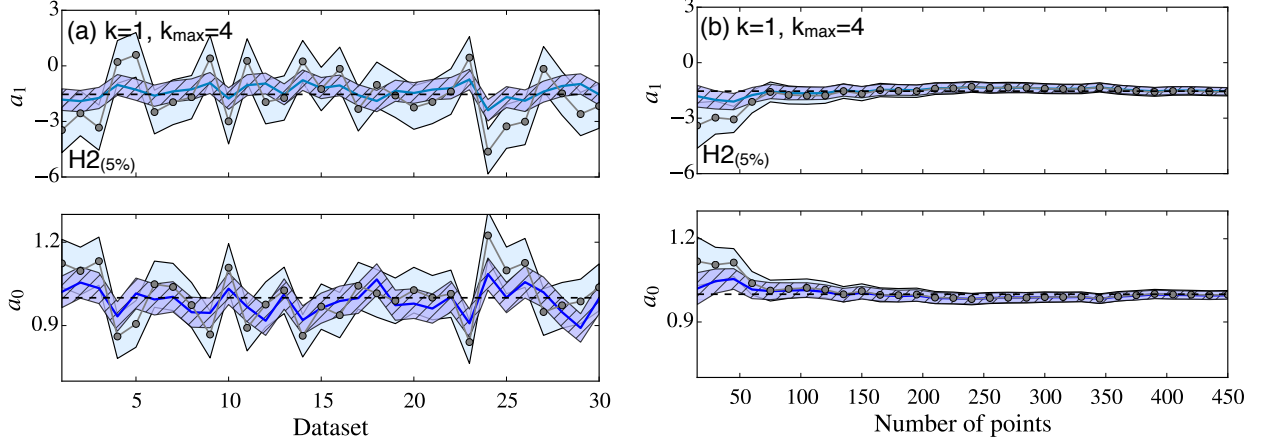 (a) k=1, kmax=4
3
0
−3
−6
a1
H2(5%)
1.2
0.9
a0
5 10 15 20 25 30
Dataset
(b) k=1, kmax=4
3
0
−3
−6
a1
H2(5%)
1.2
0.9
a0
50 100 150 200 250 300 350 400 450
Number of points